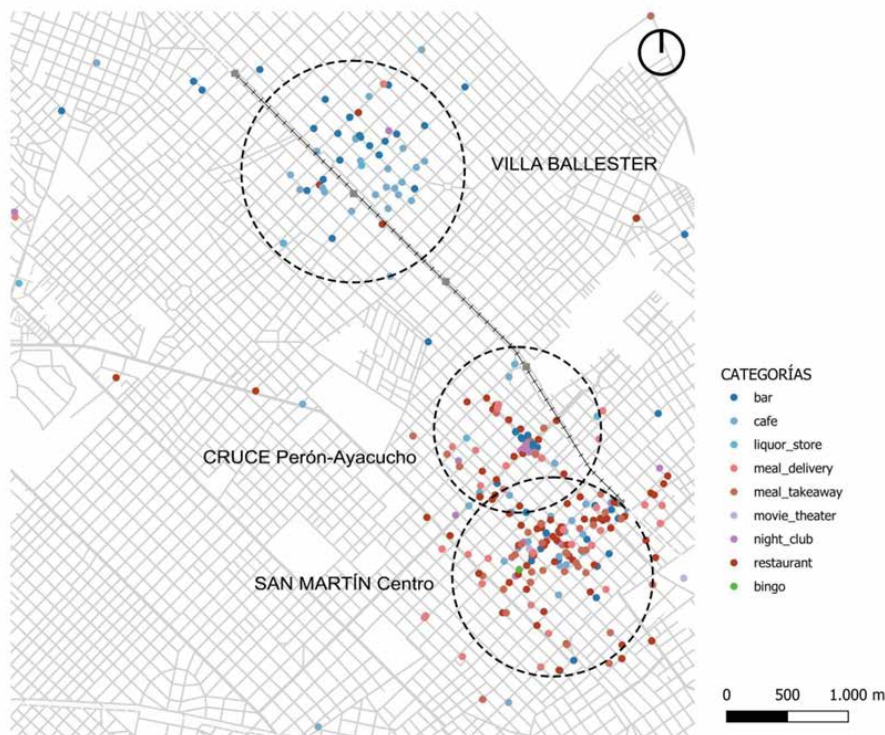 VILLA BALLESTER
CRUCE Perón-Ayacucho
SAN MARTÍN Centro
CATEGORÍAS
bar
cafe
liquor_store
meal_delivery
meal_takeaway
movie_theater
night_club
restaurant
bingo
0 500 1.000 m